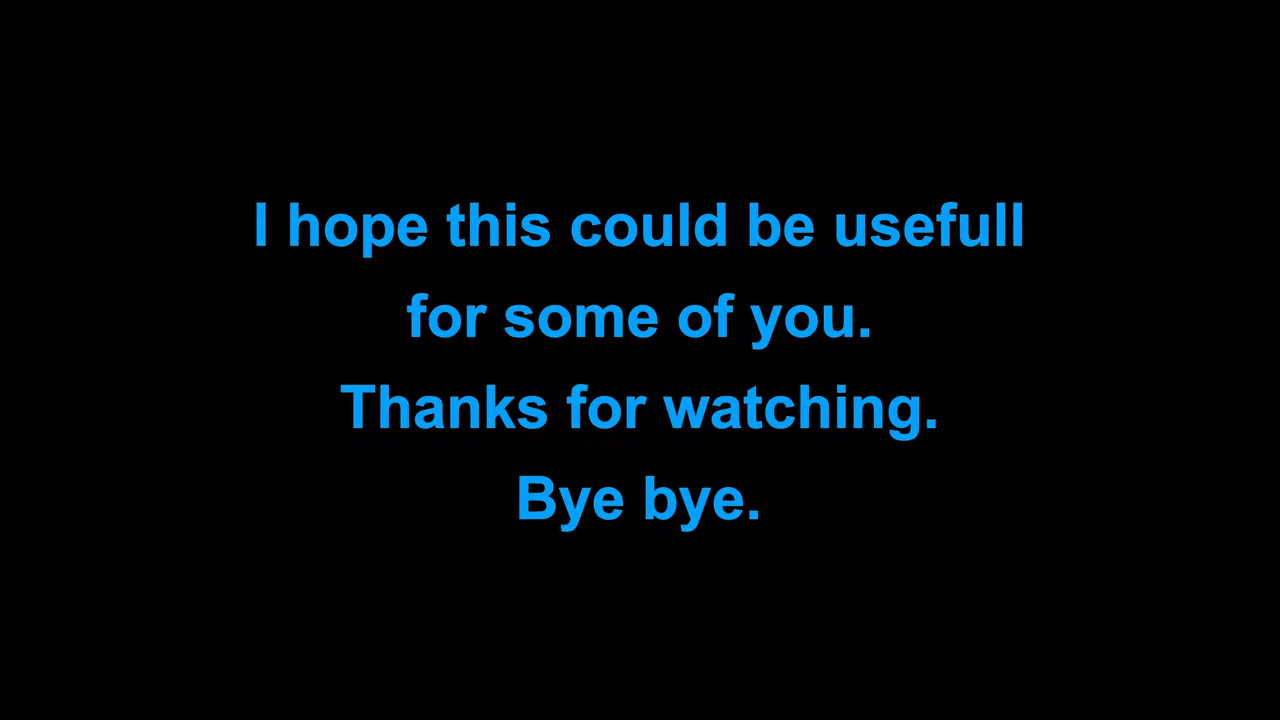 I hope this could be usefull
for some of you.
Thanks for watching.
Bye bye.